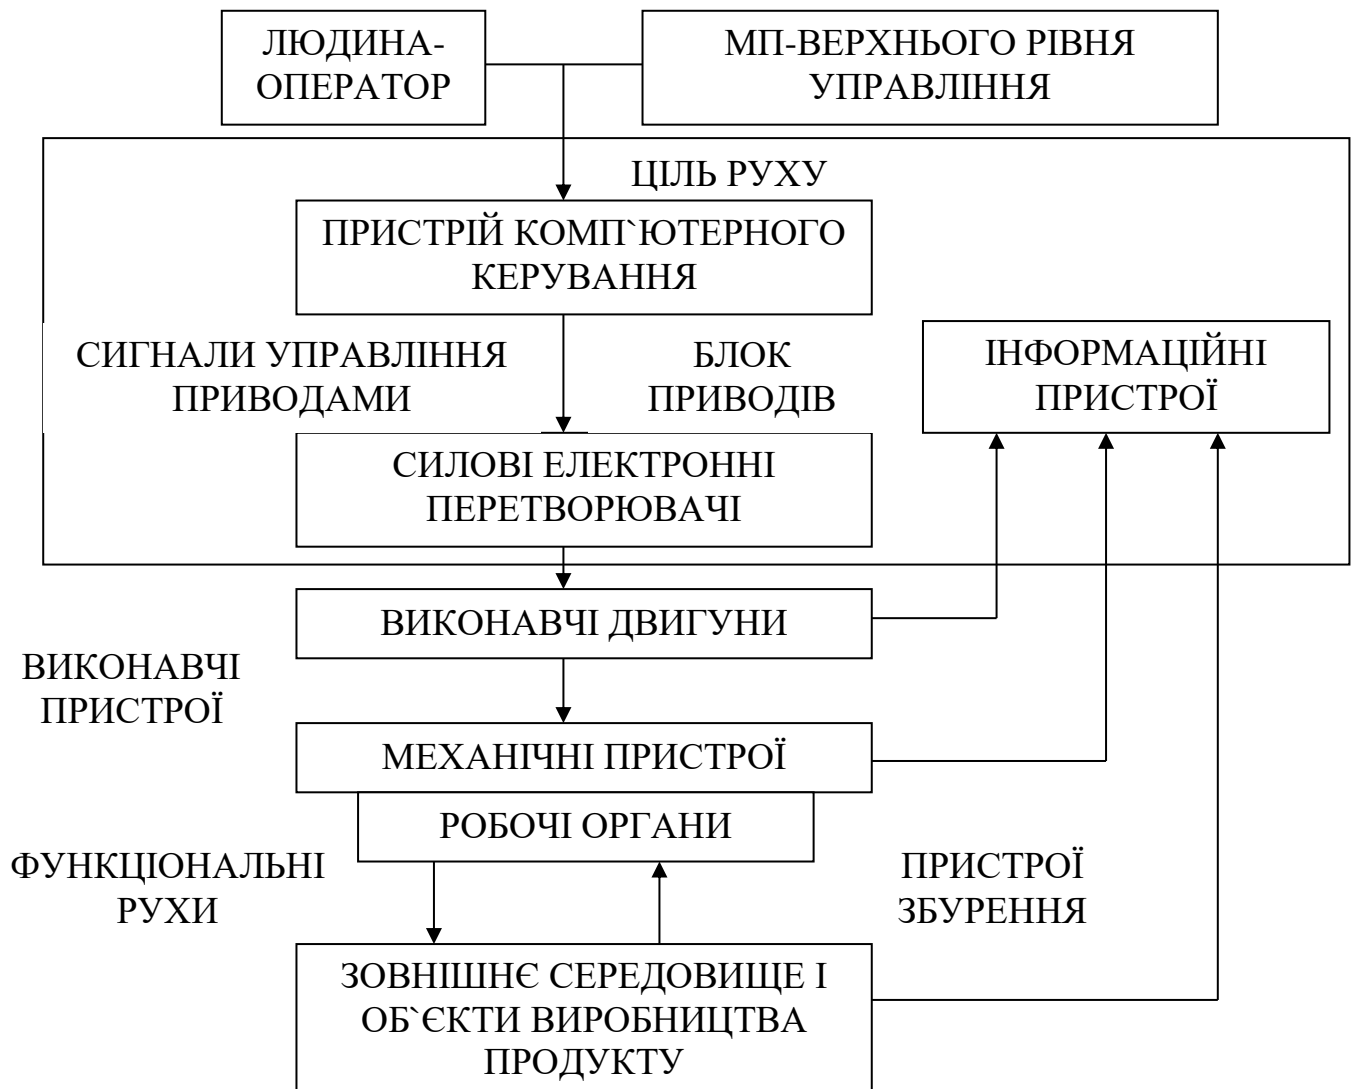 ЛЮДИНА-
ОПЕРАТОР
МП-ВЕРХНЬОГО РІВНЯ
УПРАВЛІННЯ
ЦІЛЬ РУХУ
ПРИСТРІЙ КОМП`ЮТЕРНОГО
КЕРУВАННЯ
СИГНАЛИ УПРАВЛІННЯ
ПРИВОДАМИ
БЛОК
ПРИВОДІВ
ІНФОРМАЦІЙНІ
ПРИСТРОЇ
СИЛОВІ ЕЛЕКТРОННІ
ПЕРЕТВОРЮВАЧІ
ВИКОНАВЧІ ДВИГУНИ
ВИКОНАВЧІ
ПРИСТРОЇ
МЕХАНІЧНІ ПРИСТРОЇ
РОБОЧІ ОРГАНИ
ФУНКЦІОНАЛЬНІ
РУХИ
ПРИСТРОЇ
ЗБУРЕННЯ
ЗОВНІШНЄ СЕРЕДОВИЩЕ І
ОБ`ЄКТИ ВИРОБНИЦТВА
ПРОДУКТУ